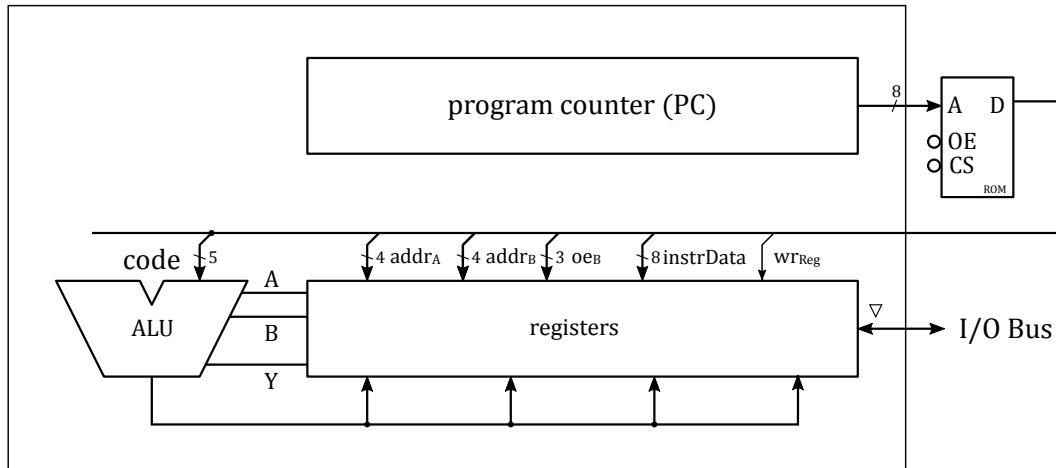 program counter (PC)
8
A D
OE
CS
ROM
code 5 4 addrA 4 addrB 3 oeB 8 instrData wrReg
A
ALU
B
registers
▽
I/O Bus
Y